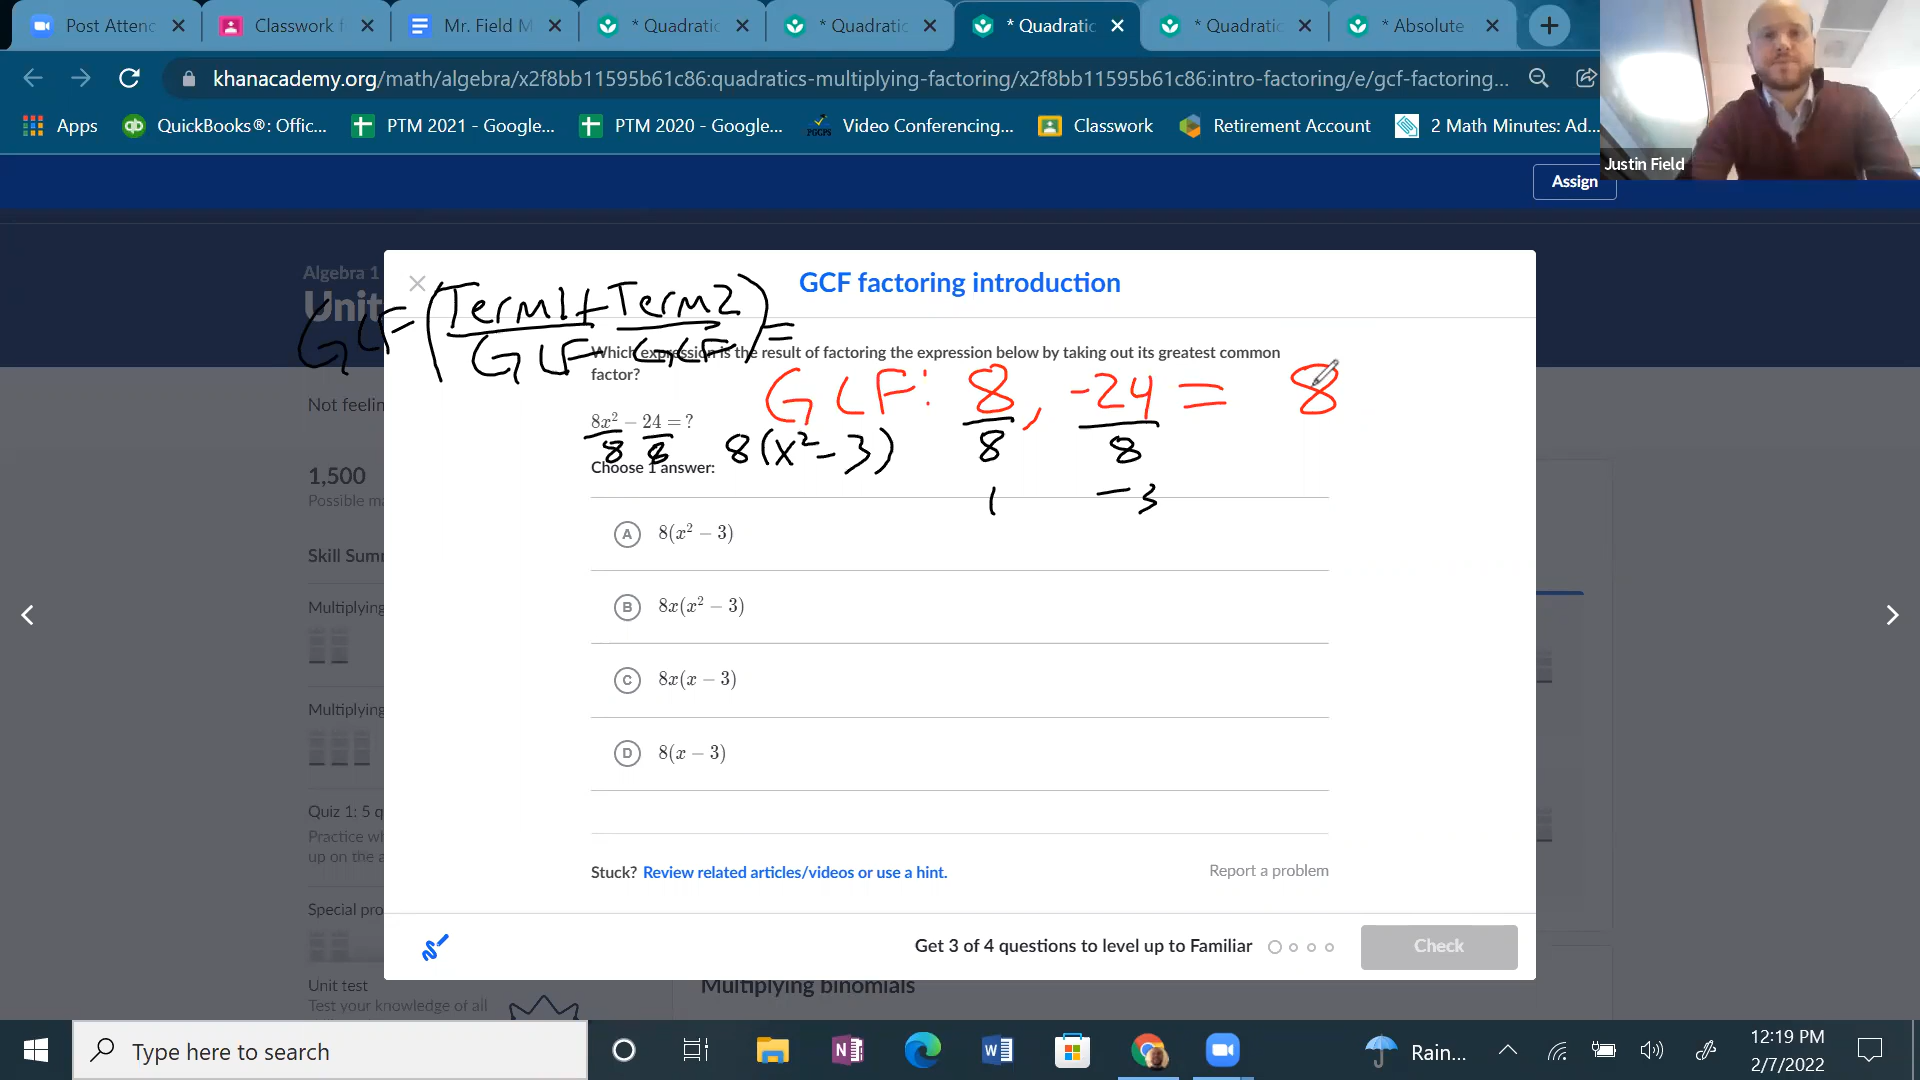 Post Attend
Classwork f
Mr. Field M
* Quadratic
* Quadratic
* Quadratic
* Quadratic
* Absolute
khanacademy.org/math/algebra/x2f8bb11595b61c86:quadratics-multiplying-factoring/x2f8bb11595b61c86:intro-factoring/e/gcf-factoring...
Apps
QuickBooks®: Offic...
PTM 2021 - Google...
PTM 2020 - Google...
Video Conferencing...
Classwork
Retirement Account
2 Math Minutes: Ad...
Justin Field
Assign
Algebra 1
Unit
GCF factoring introduction
GCF(Term1/GCF + Term2/GCF) =
Which expression is the result of factoring the expression below by taking out its greatest common
factor?
GCF: 8, -24 = 8
8x² − 24 = ?
8 8 8(x² - 3) 8 8
1 -3
Choose 1 answer:
A 8(x² − 3)
B 8x(x² − 3)
C 8x(x − 3)
D 8(x − 3)
Stuck? Review related articles/videos or use a hint.
Report a problem
Get 3 of 4 questions to level up to Familiar
Check
Not feelin
1,500
Possible ma
Skill Summ
Multiplying
Multiplying
Quiz 1: 5 q
Practice wh
up on the a
Special pro
Unit test
Test your knowledge of all
Multiplying binomials
Type here to search
Rain...
12:19 PM
2/7/2022